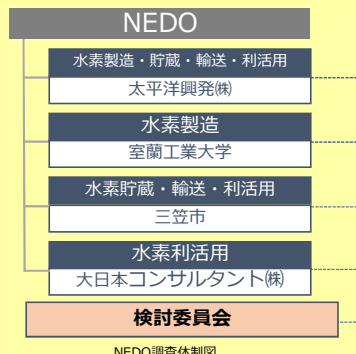 NEDO
水素製造・貯蔵・輸送・利活用
太平洋興発㈱
水素製造
室蘭工業大学
水素貯蔵・輸送・利活用
三笠市
水素利活用
大日本コンサルタント㈱
検討委員会
NEDO調査体制図